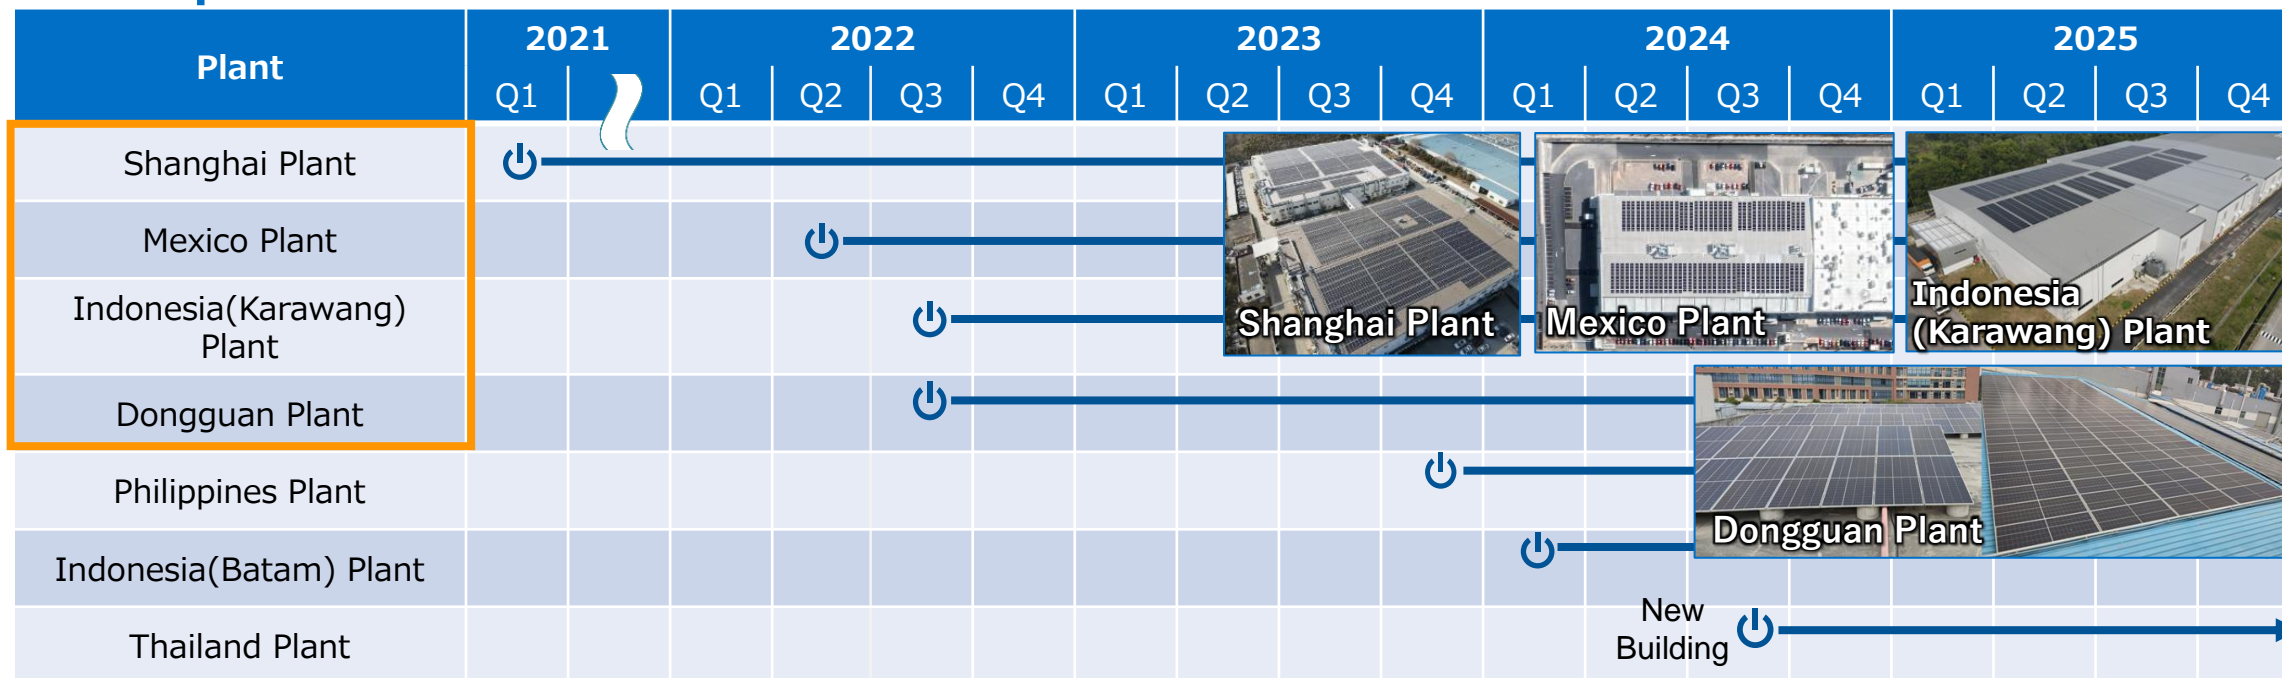 Plant
2021
2022
2023
2024
2025
Q1
Q1
Q2
Q3
Q4
Q1
Q2
Q3
Q4
Q1
Q2
Q3
Q4
Q1
Q2
Q3
Q4
Shanghai Plant
Mexico Plant
Indonesia(Karawang)
Plant
Dongguan Plant
Philippines Plant
Indonesia(Batam) Plant
Thailand Plant
Shanghai Plant
Mexico Plant
Indonesia
(Karawang) Plant
Dongguan Plant
New
Building